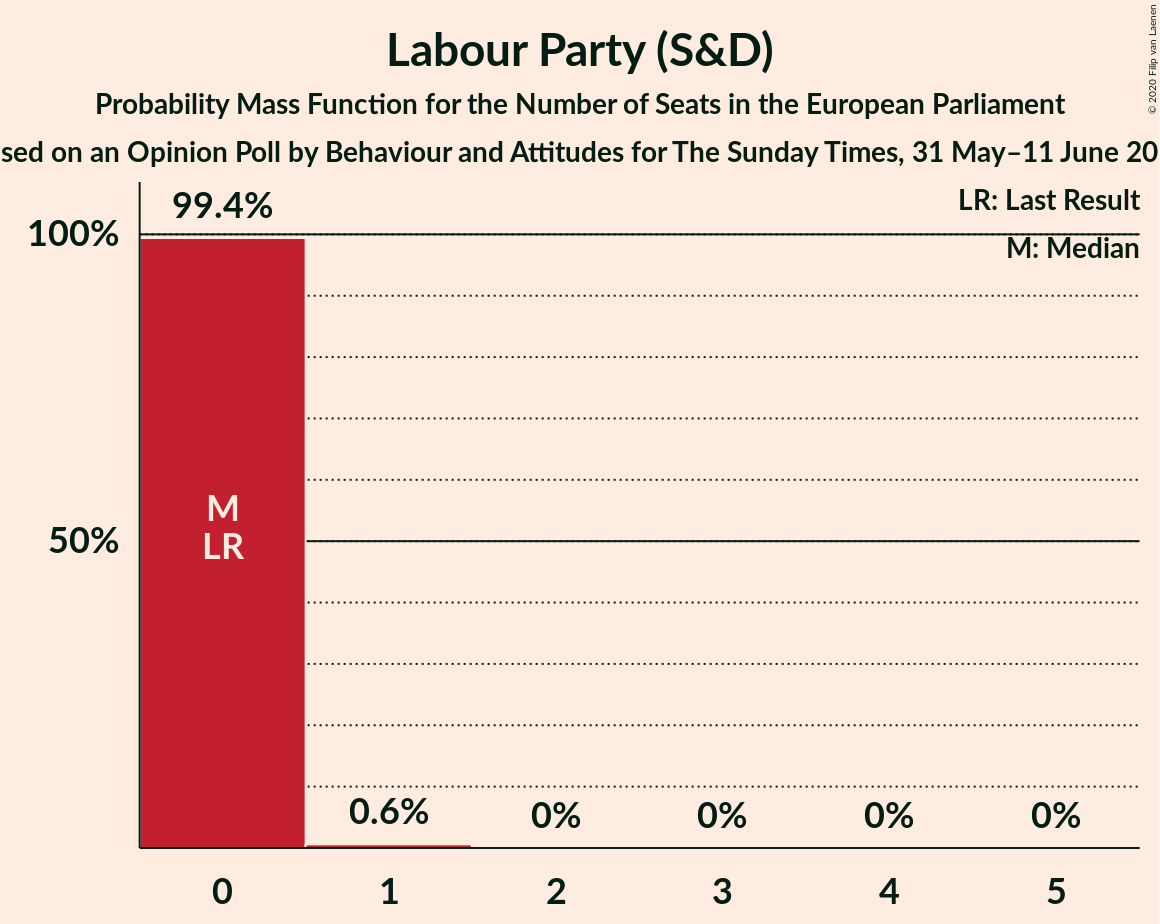 Labour Party (S&D)
Probability Mass Function for the Number of Seats in the European Parliament
sed on an Opinion Poll by Behaviour and Attitudes for The Sunday Times, 31 May–11 June 20
© 2020 Filip van Laenen
LR: Last Result
M: Median
99.4%
100%
50%
M
LR
0.6%
0%
0%
0%
0%
0 1 2 3 4 5